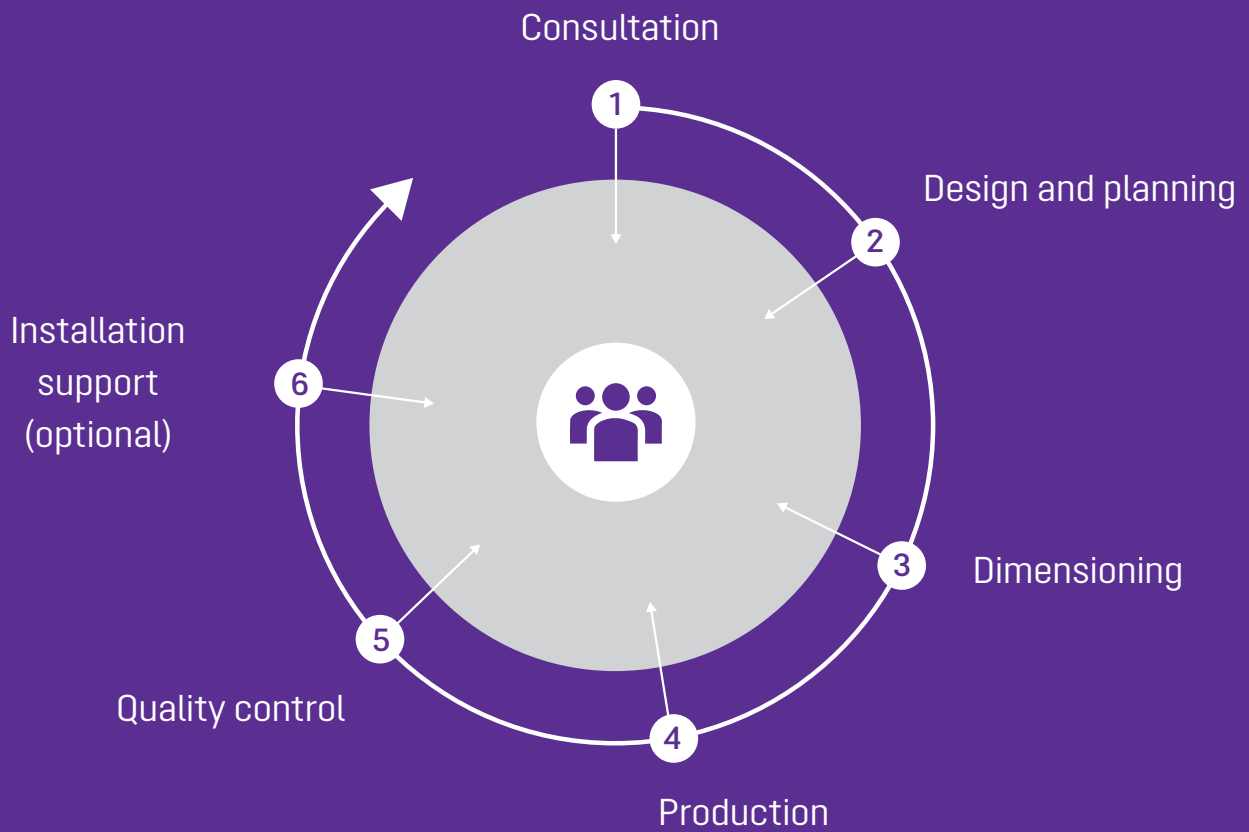 Consultation
1
Design and planning
2
3
Dimensioning
4
Production
5
Quality control
6
Installation
support
(optional)